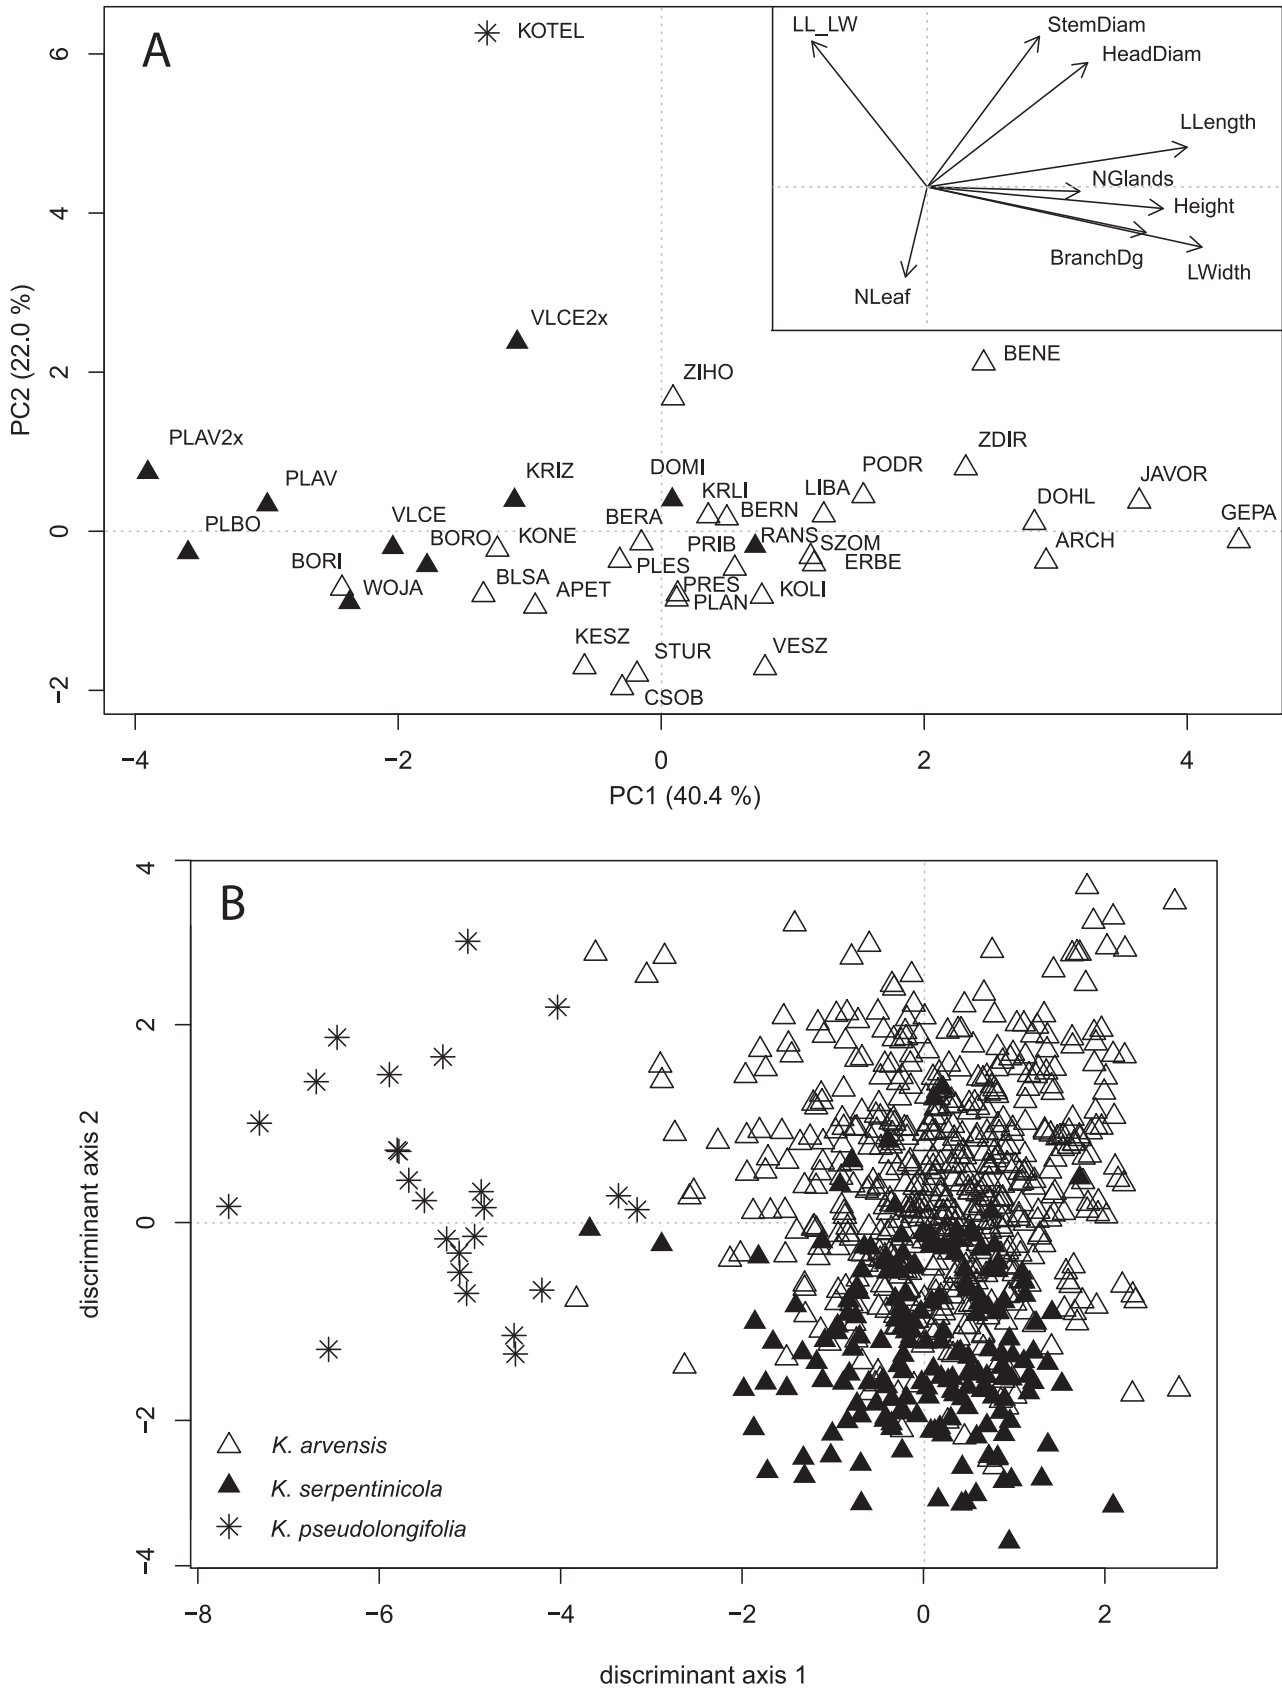 A
KOTEL
LL_LW
StemDiam
HeadDiam
LLength
NGlands
Height
BranchDg
LWidth
NLeaf
VLCE2x
BENE
ZIHO
PLAV2x
ZDIR
PLAV
KRIZ
DOMI
PODR
JAVOR
KRLI
LIBA
DOHL
GEPA
PLBO
VLCE
BERA
BERN
BORO
KONE
PRIB
RANS
SZOM
ARCH
BORI
PLES
ERBE
WOJA
BLSA
APET
PRES
KOLI
PLAN
KESZ
STUR
VESZ
CSOB
6
4
2
0
−2
PC2 (22.0 %)
−4
−2
0
2
4
PC1 (40.4 %)
B
4
2
0
−2
−4
discriminant axis 2
K. arvensis
K. serpentinicola
K. pseudolongifolia
−8
−6
−4
−2
0
2
discriminant axis 1